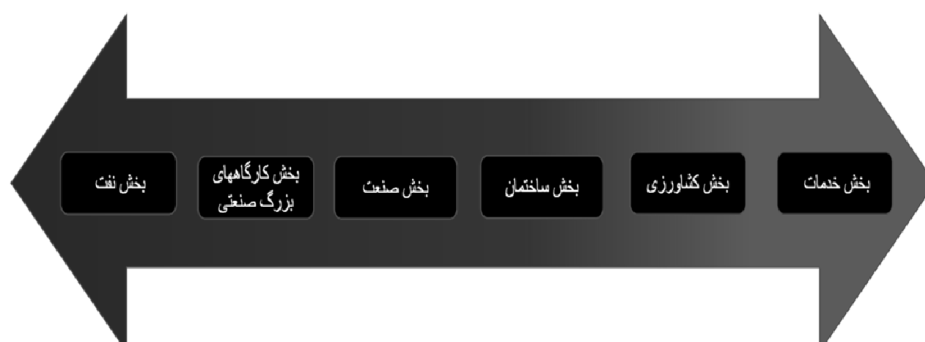 بخش خدمات
بخش کشاورزی
بخش ساختمان
بخش صنعت
بخش کارگاههای
بزرگ صنعتی
بخش نفت